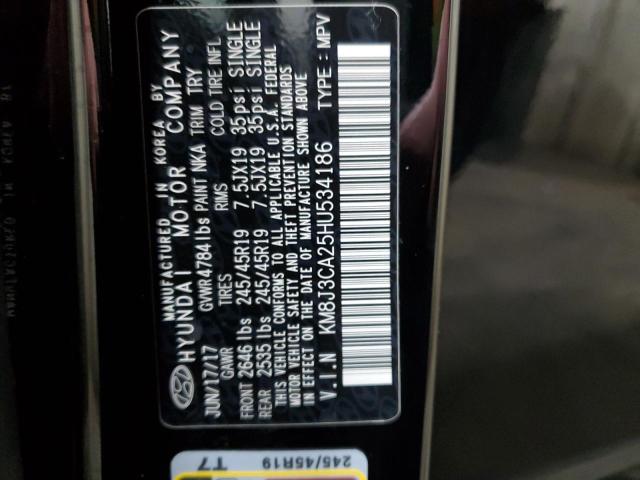 MANUFACTURED IN KOREA BY
HYUNDAI MOTOR COMPANY
JUN/17/17 GVWR 4784 lbs PAINT NKA TRIM TRY
GAWR TIRES RIMS COLD TIRE INFL
FRONT 2646 lbs 245/45R19 7.5JX19 35psi SINGLE
REAR 2535 lbs 245/45R19 7.5JX19 35psi SINGLE
THIS VEHICLE CONFORMS TO ALL APPLICABLE U.S.A. FEDERAL
MOTOR VEHICLE SAFETY AND THEFT PREVENTION STANDARDS
IN EFFECT ON THE DATE OF MANUFACTURE SHOWN ABOVE
V.I.N KM8J3CA25HU534186 TYPE : MPV
T7
245/45R19